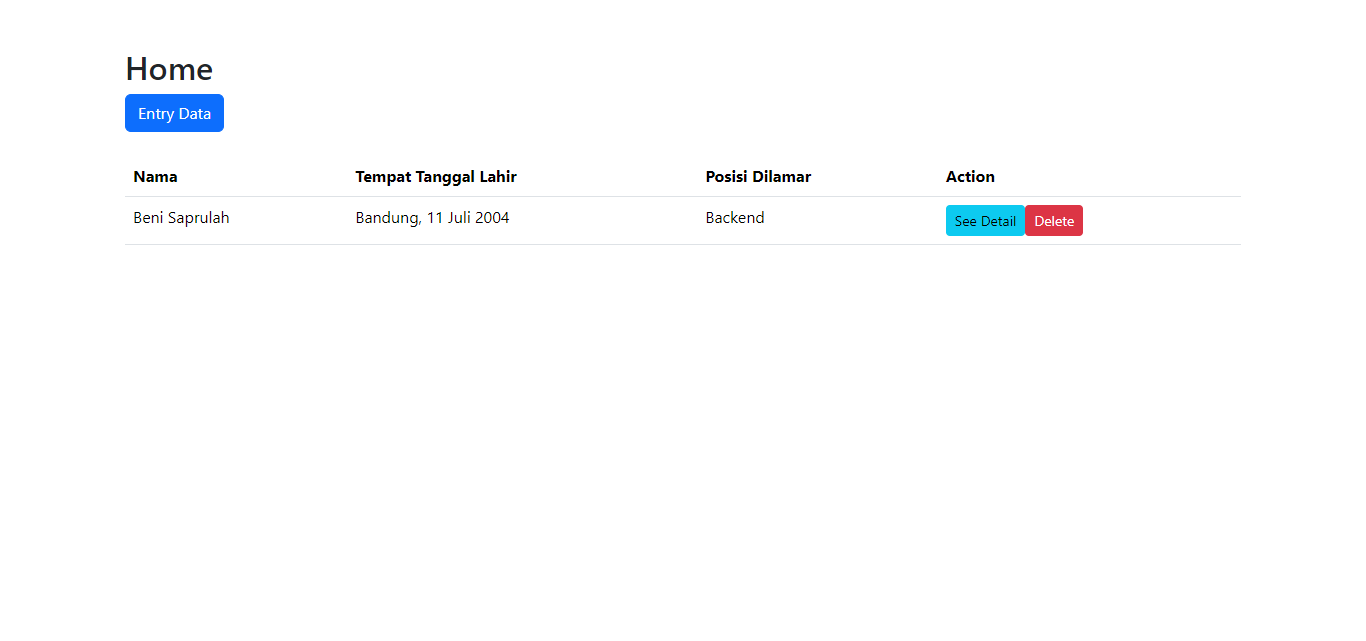 Home
Entry Data
Nama Tempat Tanggal Lahir Posisi Dilamar Action
Beni Saprulah Bandung, 11 Juli 2004 Backend See Detail Delete